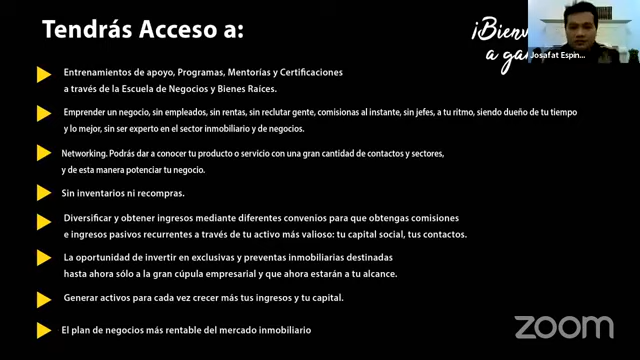 Tendrás Acceso a:
¡Bienv
a ga
Josafat Espin...
Entrenamientos de apoyo, Programas, Mentorías y Certificaciones
a través de la Escuela de Negocios y Bienes Raíces.
Emprender un negocio, sin empleados, sin rentas, sin reclutar gente, comisiones al instante, sin jefes, a tu ritmo, siendo dueño de tu tiempo
y lo mejor, sin ser experto en el sector inmobiliario y de negocios.
Networking. Podrás dar a conocer tu producto o servicio con una gran cantidad de contactos y sectores,
y de esta manera potenciar tu negocio.
Sin inventarios ni recompras.
Diversificar y obtener ingresos mediante diferentes convenios para que obtengas comisiones
e ingresos pasivos recurrentes a través de tu activo más valioso: tu capital social, tus contactos.
La oportunidad de invertir en exclusivas y preventas inmobiliarias destinadas
hasta ahora sólo a la gran cúpula empresarial y que ahora estarán a tu alcance.
Generar activos para cada vez crecer más tus ingresos y tu capital.
El plan de negocios más rentable del mercado inmobiliario
zoom